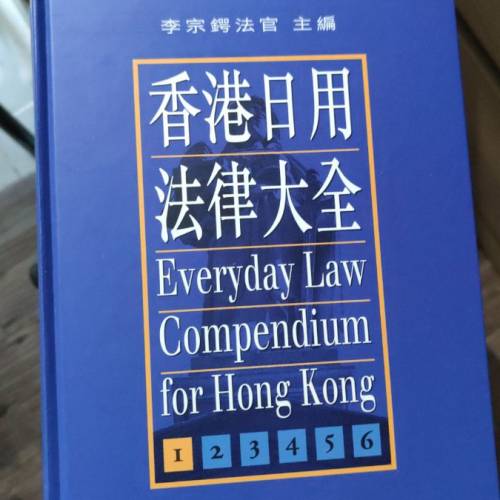 李宗鍔法官 主編
香港日用
法律大全
Everyday Law
Compendium
for Hong Kong
1 2 3 4 5 6